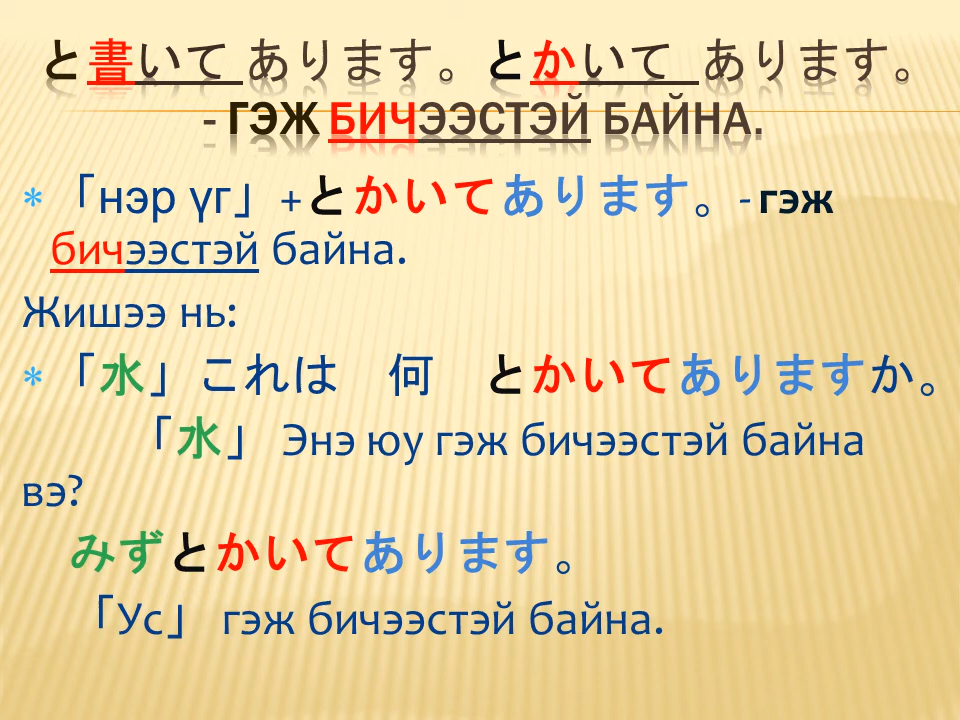 と書いて あります。とかいて あります。
- ГЭЖ БИЧЭЭСТЭЙ БАЙНА.
「нэр үг」+とかいてあります。- гэж
бичээстэй байна.
Жишээ нь:
「水」これは 何 とかいてありますか。
「水」 Энэ юу гэж бичээстэй байна
вэ?
みずとかいてあります。
「Ус」 гэж бичээстэй байна.